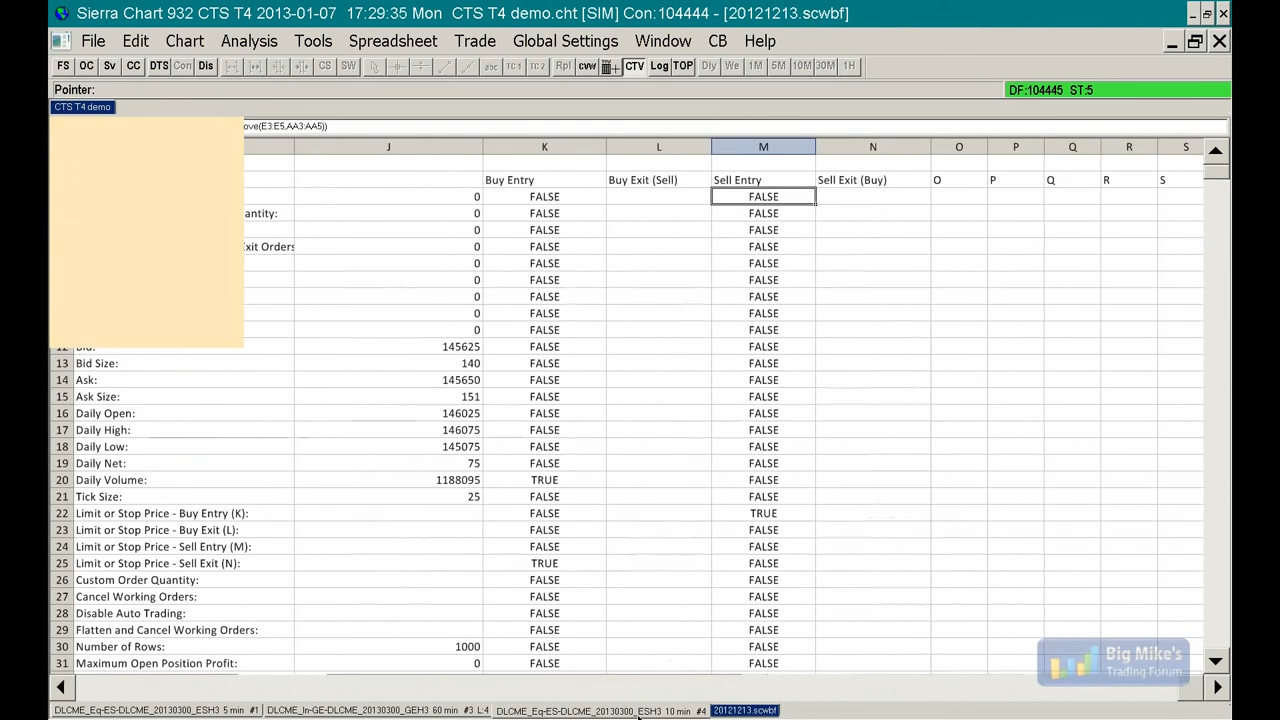 Sierra Chart 932 CTS T4 2013-01-07 17:29:35 Mon CTS T4 demo.cht [SIM] Con:104444 - [20121213.scwbf]
File Edit Chart Analysis Tools Spreadsheet Trade Global Settings Window CB Help
FS OC Sv CC DTS Con Dis CS SW abc TC1 TC2 Rpl CVW CTV Log TOP Dly We 1M 5M 10M 30M 1H
Pointer: DF:104445 ST:5
CTS T4 demo
ove(E3:E5,AA3:AA5))
J K L M N O P Q R S
Buy Entry Buy Exit (Sell) Sell Entry Sell Exit (Buy) O P Q R S
0 FALSE FALSE
antity: 0 FALSE FALSE
0 FALSE FALSE
Exit Orders 0 FALSE FALSE
0 FALSE FALSE
0 FALSE FALSE
0 FALSE FALSE
0 FALSE FALSE
0 FALSE FALSE
12 Bid: 145625 FALSE FALSE
13 Bid Size: 140 FALSE FALSE
14 Ask: 145650 FALSE FALSE
15 Ask Size: 151 FALSE FALSE
16 Daily Open: 146025 FALSE FALSE
17 Daily High: 146075 FALSE FALSE
18 Daily Low: 145075 FALSE FALSE
19 Daily Net: 75 FALSE FALSE
20 Daily Volume: 1188095 TRUE FALSE
21 Tick Size: 25 FALSE FALSE
22 Limit or Stop Price - Buy Entry (K): FALSE TRUE
23 Limit or Stop Price - Buy Exit (L): FALSE FALSE
24 Limit or Stop Price - Sell Entry (M): FALSE FALSE
25 Limit or Stop Price - Sell Exit (N): TRUE FALSE
26 Custom Order Quantity: FALSE FALSE
27 Cancel Working Orders: FALSE FALSE
28 Disable Auto Trading: FALSE FALSE
29 Flatten and Cancel Working Orders: FALSE FALSE
30 Number of Rows: 1000 FALSE FALSE
31 Maximum Open Position Profit: 0 FALSE FALSE
Big Mike's
Trading Forum
DLCME_Eq-ES-DLCME_20130300_ESH3 5 min #1 DLCME_In-GE-DLCME_20130300_GEH3 60 min #3 L:4 DLCME_Eq-ES-DLCME_20130300_ESH3 10 min #4 20121213.scwbf